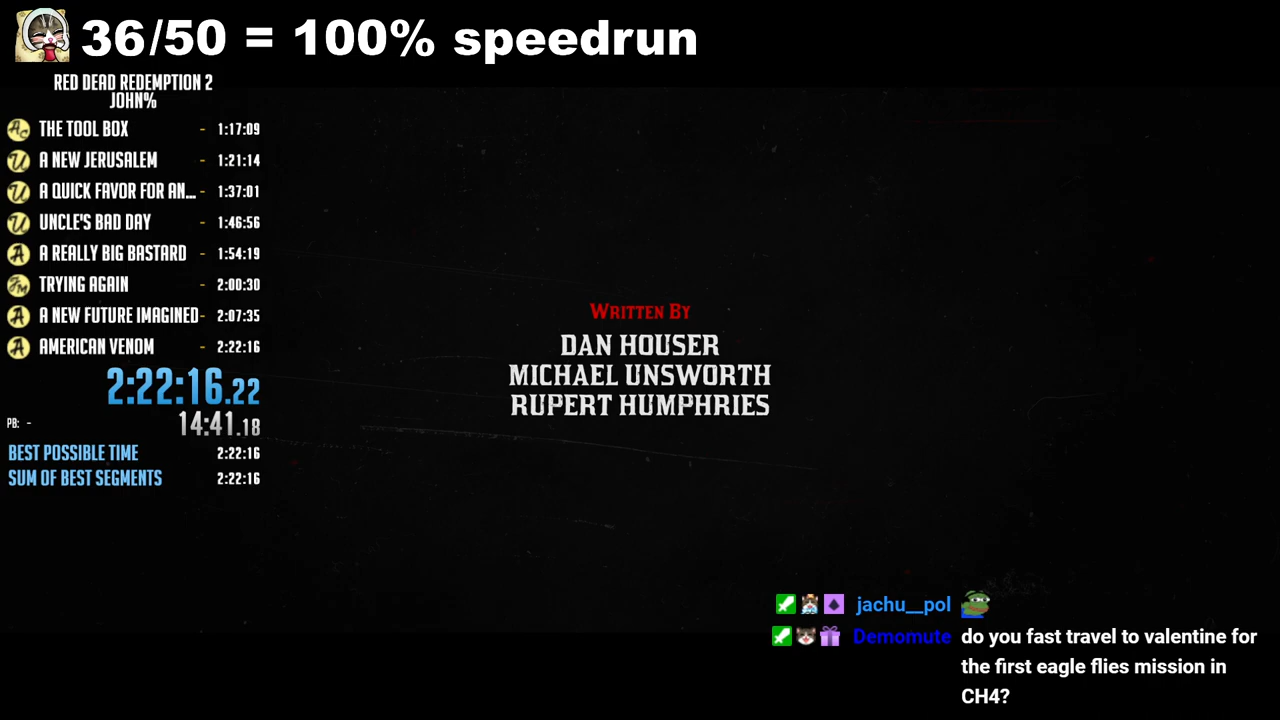 36/50 = 100% speedrun
RED DEAD REDEMPTION 2
JOHN%
THE TOOL BOX - 1:17:09
A NEW JERUSALEM - 1:21:14
A QUICK FAVOR FOR AN... - 1:37:01
UNCLE'S BAD DAY - 1:46:56
A REALLY BIG BASTARD - 1:54:19
TRYING AGAIN - 2:00:30
A NEW FUTURE IMAGINED - 2:07:35
AMERICAN VENOM - 2:22:16
2:22:16.22
PB: - 14:41.18
BEST POSSIBLE TIME 2:22:16
SUM OF BEST SEGMENTS 2:22:16
WRITTEN BY
DAN HOUSER
MICHAEL UNSWORTH
RUPERT HUMPHRIES
jachu__pol
Demomute do you fast travel to valentine for
the first eagle flies mission in
CH4?